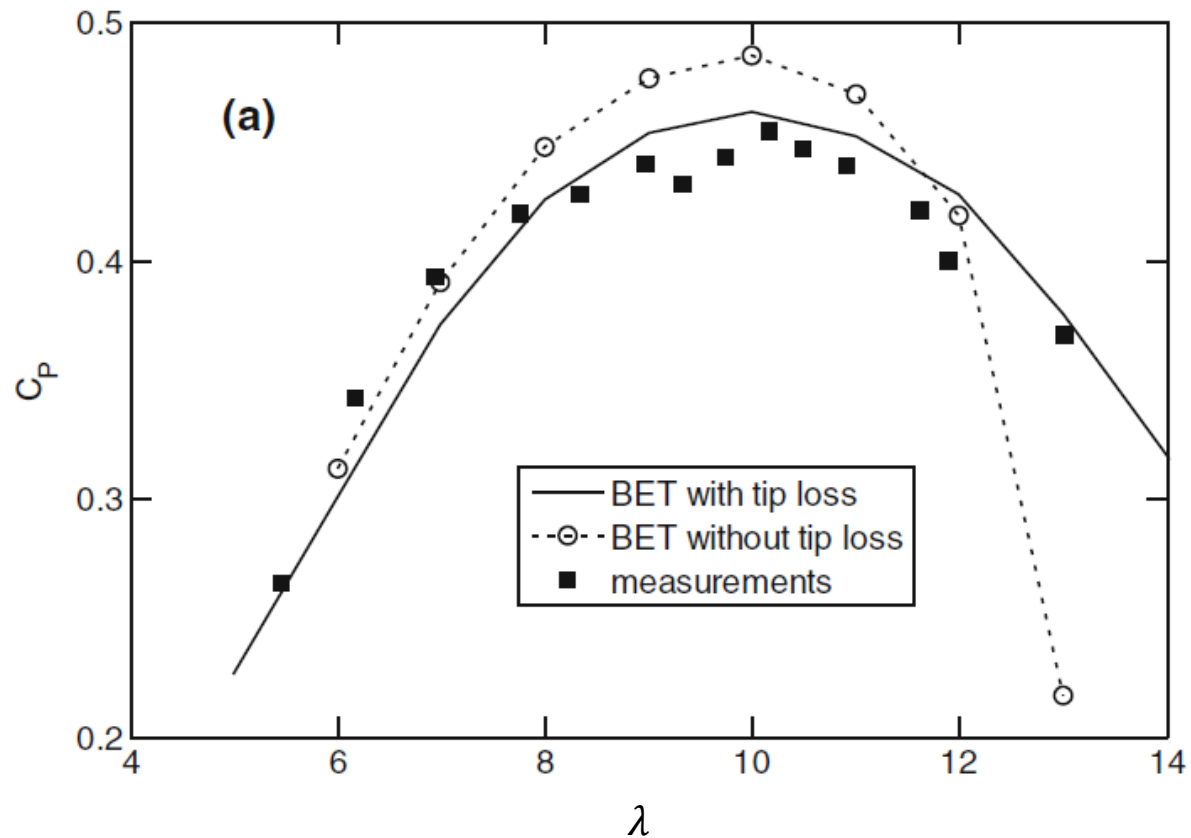 0.5
(a)
0.4
C_P
0.3
BET with tip loss
BET without tip loss
measurements
0.2
4 6 8 10 12 14
λ